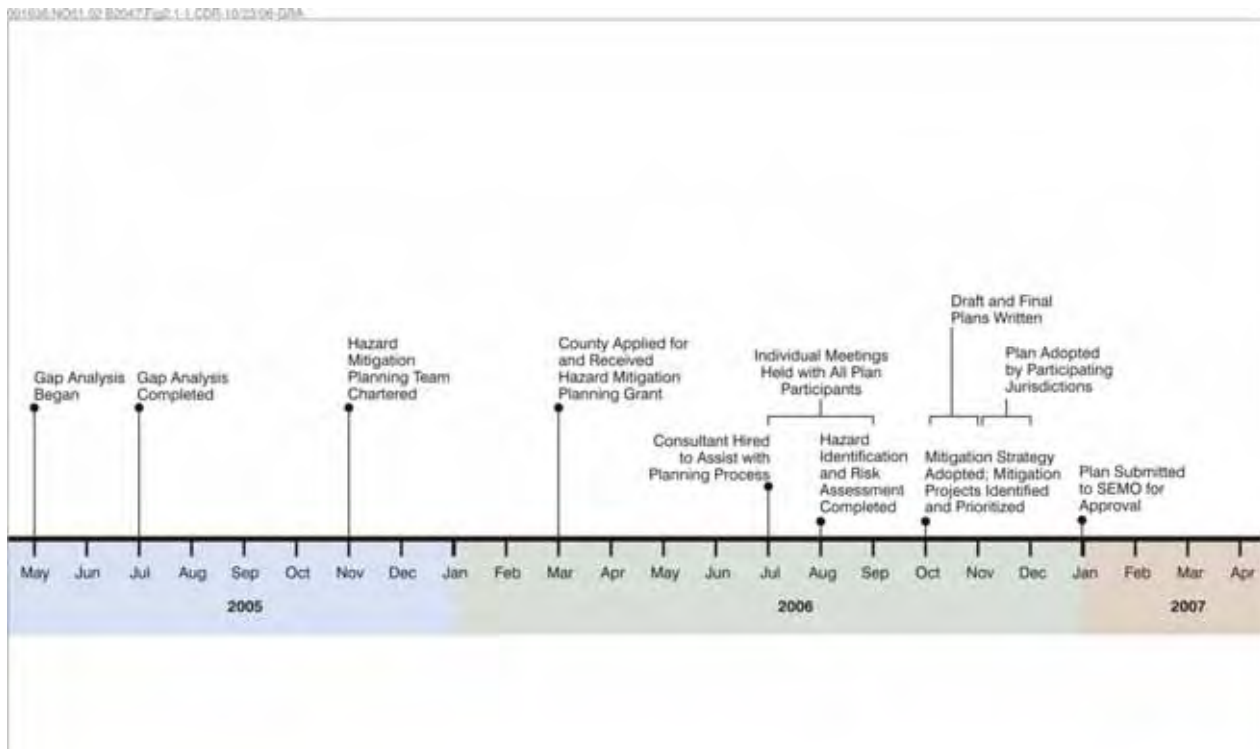 Gap Analysis
Began
Gap Analysis
Completed
Hazard
Mitigation
Planning Team
Chartered
County Applied for
and Received
Hazard Mitigation
Planning Grant
Consultant Hired
to Assist with
Planning Process
Individual Meetings
Held with All Plan
Participants
Hazard
Identification
and Risk
Assessment
Completed
Draft and Final
Plans Written
Plan Adopted
by Participating
Jurisdictions
Mitigation Strategy
Adopted; Mitigation
Projects Identified
and Prioritized
Plan Submitted
to SEMO for
Approval
May Jun Jul Aug Sep Oct Nov Dec Jan Feb Mar Apr May Jun Jul Aug Sep Oct Nov Dec Jan Feb Mar Apr
2005 2006 2007